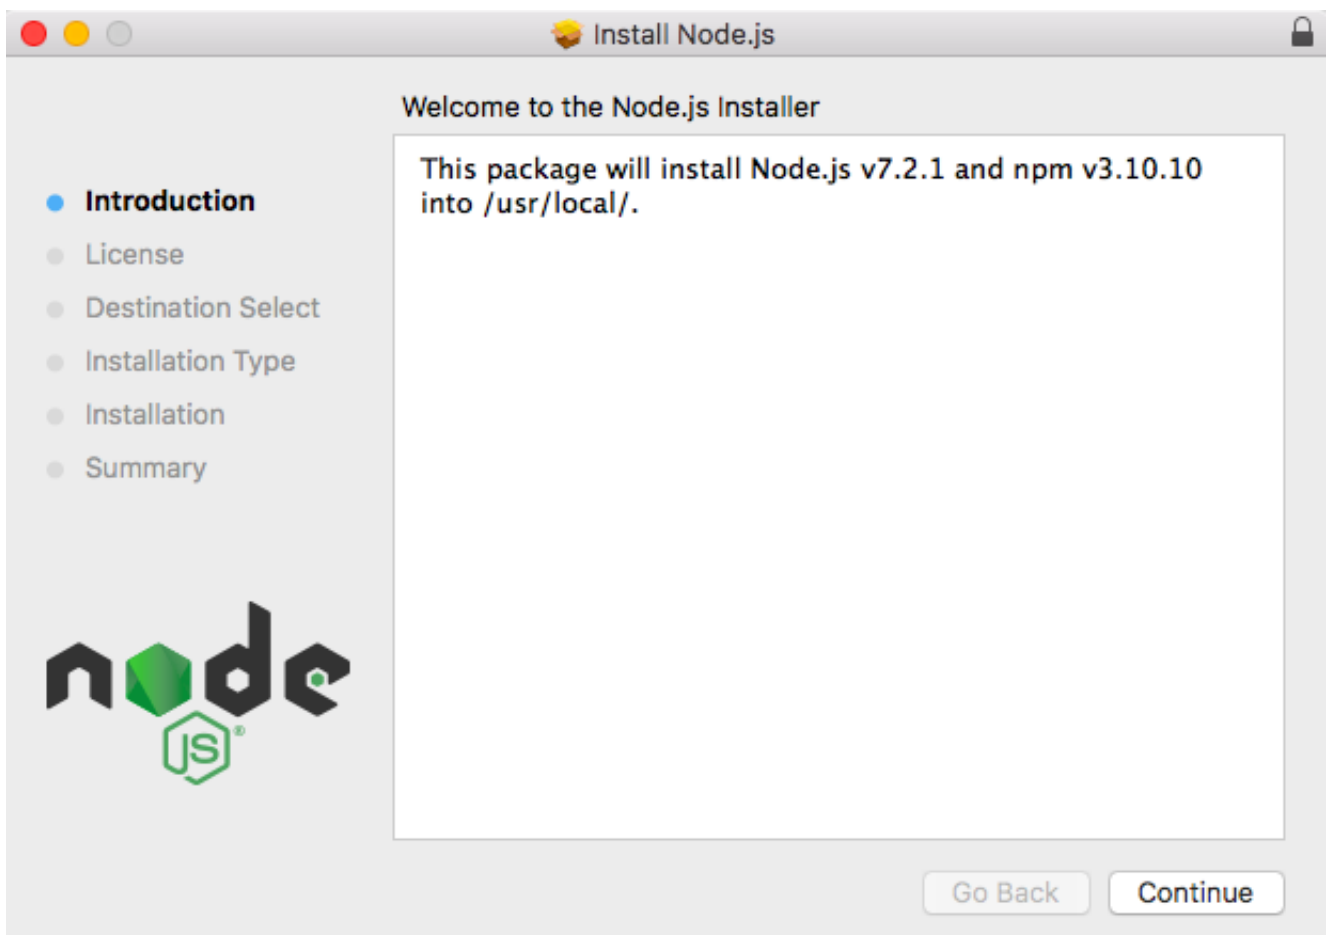 Install Node.js
Welcome to the Node.js Installer
This package will install Node.js v7.2.1 and npm v3.10.10
into /usr/local/.
Introduction
License
Destination Select
Installation Type
Installation
Summary
node
JS®
Go Back
Continue